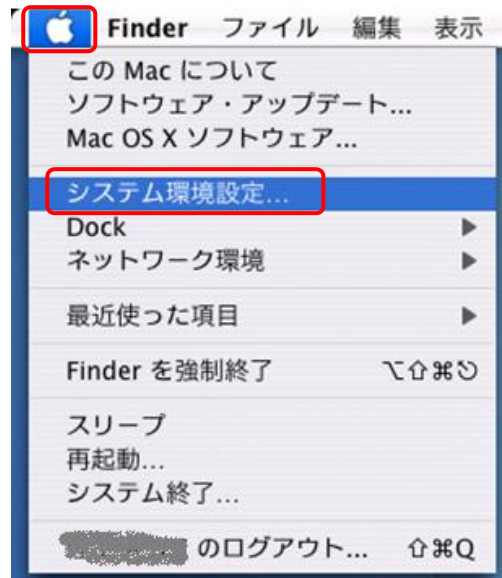 Finder ファイル 編集 表示
この Mac について
ソフトウェア・アップデート...
Mac OS X ソフトウェア...
システム環境設定...
Dock ▶
ネットワーク環境 ▶
最近使った項目 ▶
Finder を強制終了 ⌥⇧⌘⎋
スリープ
再起動...
システム終了...
のログアウト... ⇧⌘Q